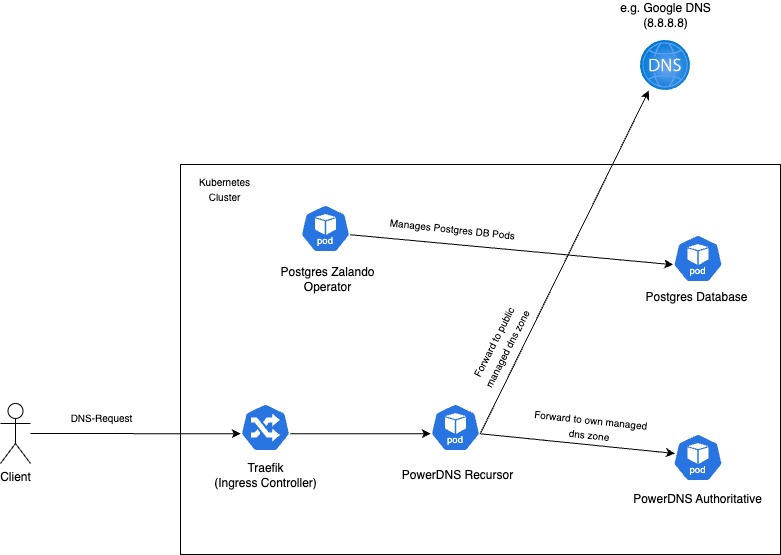 e.g. Google DNS
(8.8.8.8)
DNS
Kubernetes
Cluster
pod
Postgres Zalando
Operator
Manages Postgres DB Pods
pod
Postgres Database
Forward to public
managed dns zone
Client
DNS-Request
Traefik
(Ingress Controller)
pod
PowerDNS Recursor
Forward to own managed
dns zone
pod
PowerDNS Authoritative